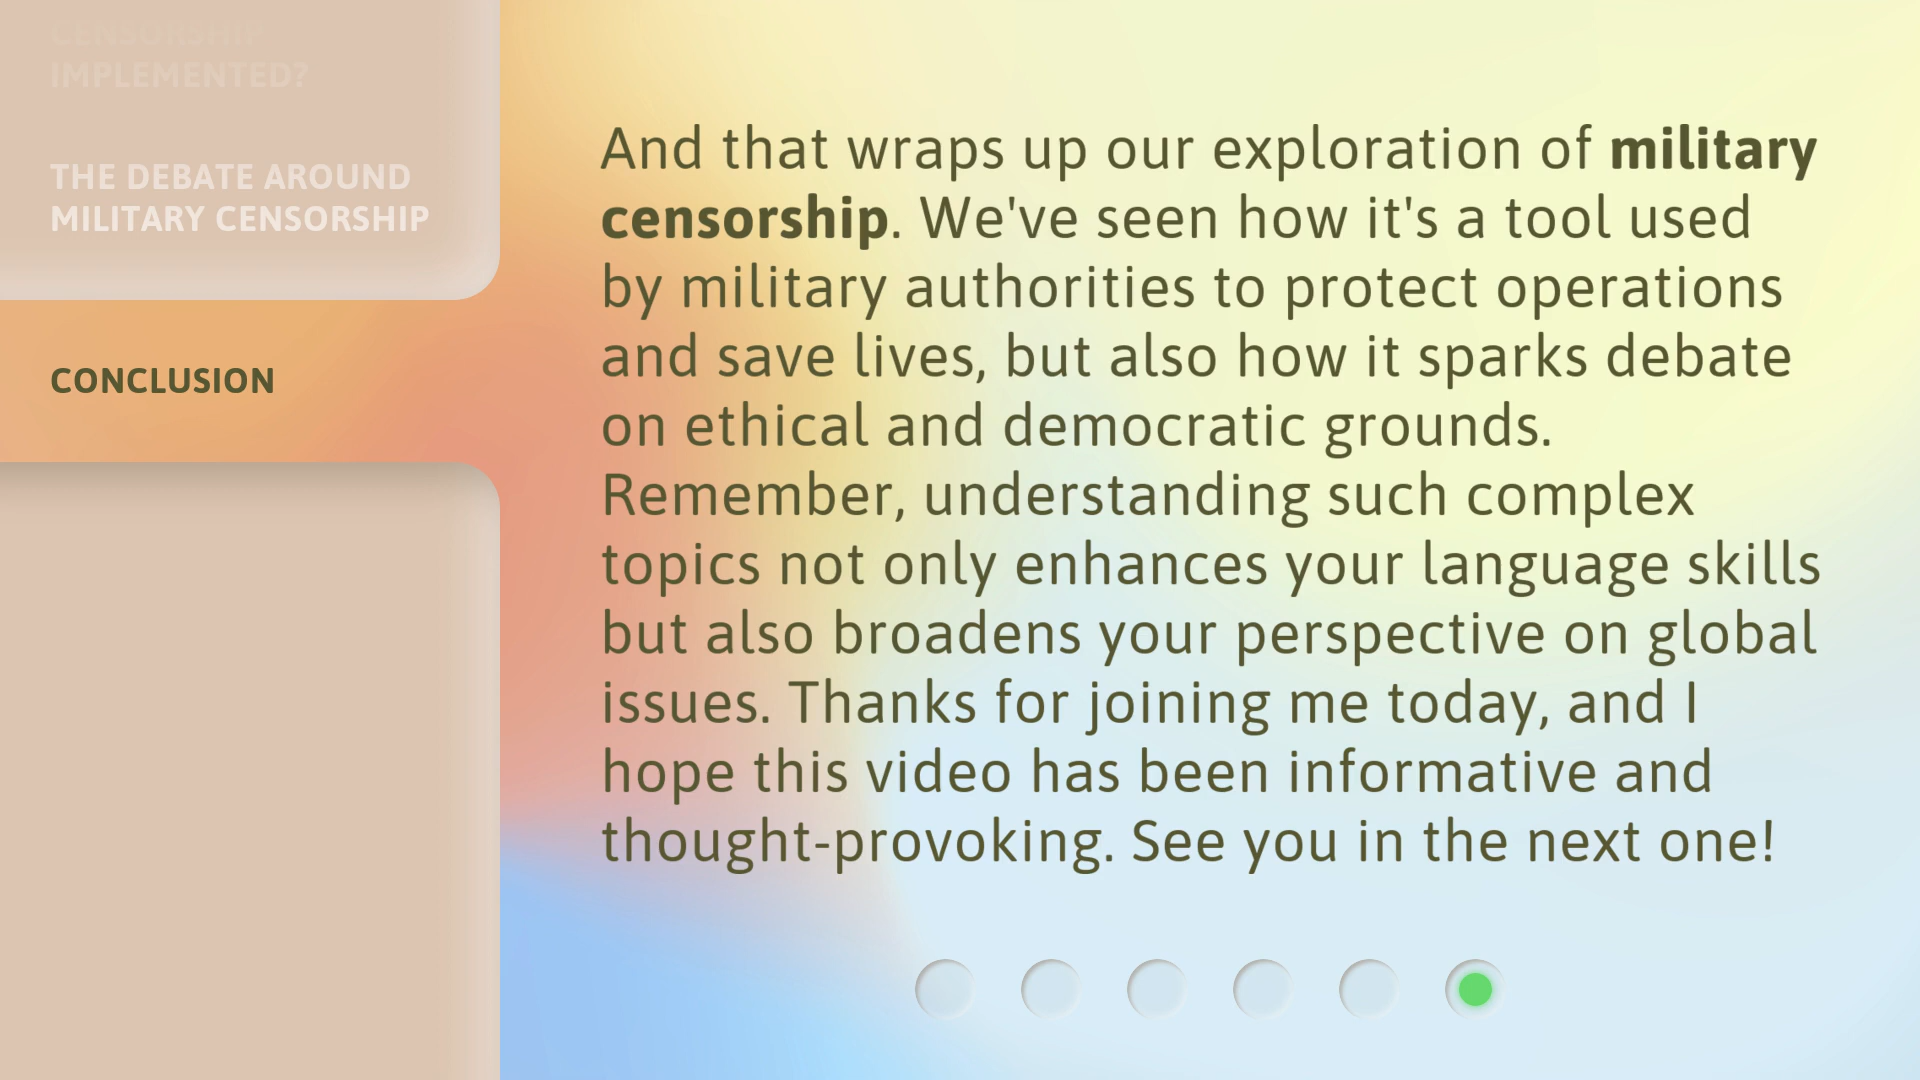 CENSORSHIP
IMPLEMENTED?
THE DEBATE AROUND
MILITARY CENSORSHIP
CONCLUSION
And that wraps up our exploration of military
censorship. We've seen how it's a tool used
by military authorities to protect operations
and save lives, but also how it sparks debate
on ethical and democratic grounds.
Remember, understanding such complex
topics not only enhances your language skills
but also broadens your perspective on global
issues. Thanks for joining me today, and I
hope this video has been informative and
thought-provoking. See you in the next one!